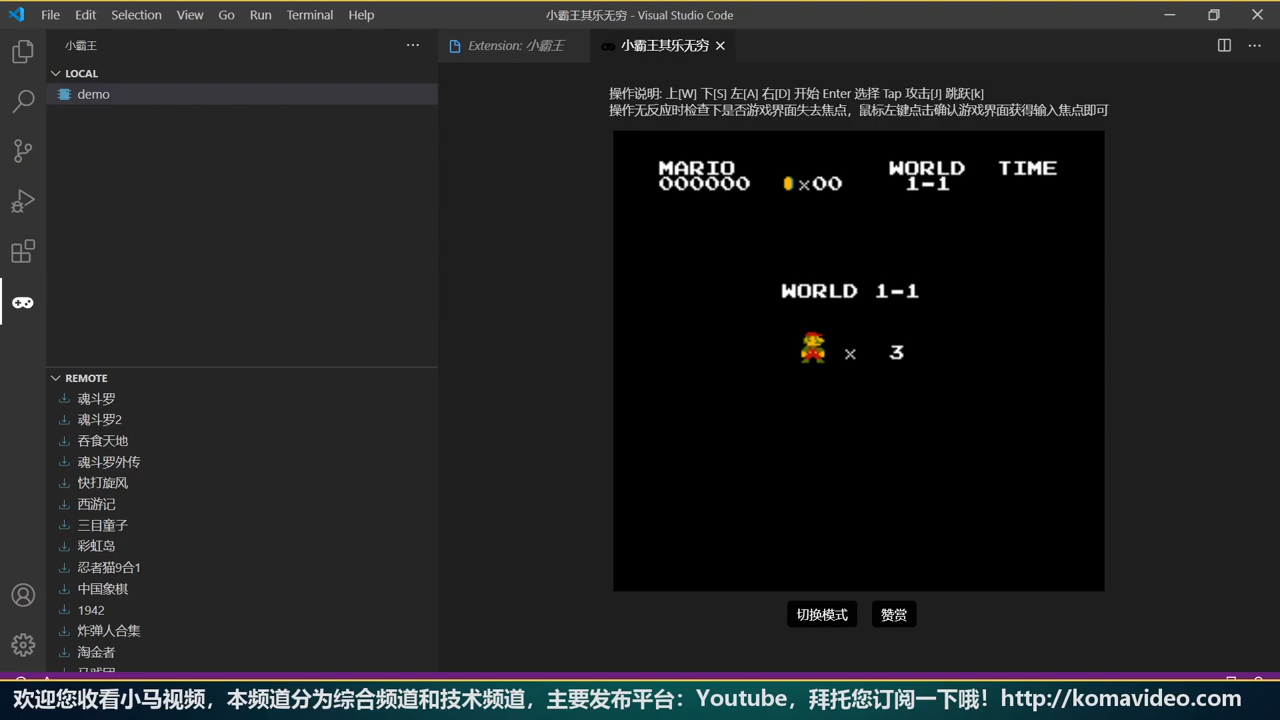 File Edit Selection View Go Run Terminal Help
小霸王其乐无穷 - Visual Studio Code
小霸王
Extension: 小霸王
小霸王其乐无穷
LOCAL
demo
操作说明: 上[W] 下[S] 左[A] 右[D] 开始 Enter 选择 Tap 攻击[J] 跳跃[k]
操作无反应时检查下是否游戏界面失去焦点，鼠标左键点击确认游戏界面获得输入焦点即可
MARIO WORLD TIME
000000 ×00 1-1
WORLD 1-1
× 3
REMOTE
魂斗罗
魂斗罗2
吞食天地
魂斗罗外传
快打旋风
西游记
三目童子
彩虹岛
忍者猫9合1
中国象棋
1942
炸弹人合集
淘金者
切换模式 赞赏
欢迎您收看小马视频，本频道分为综合频道和技术频道，主要发布平台：Youtube，拜托您订阅一下哦！http://komavideo.com